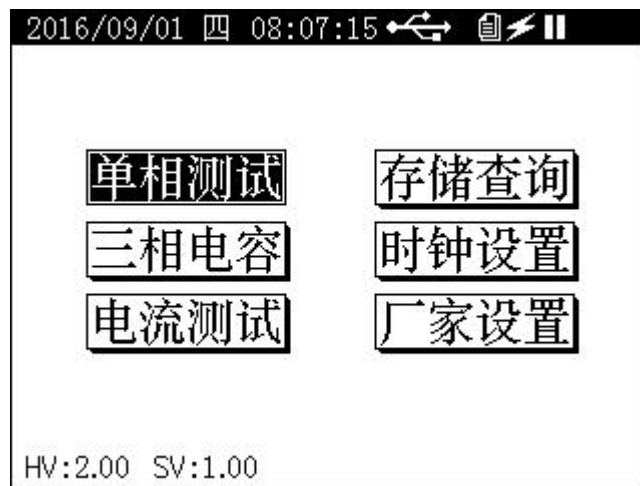 2016/09/01 四 08:07:15
单相测试 存储查询
三相电容 时钟设置
电流测试 厂家设置
HV:2.00 SV:1.00